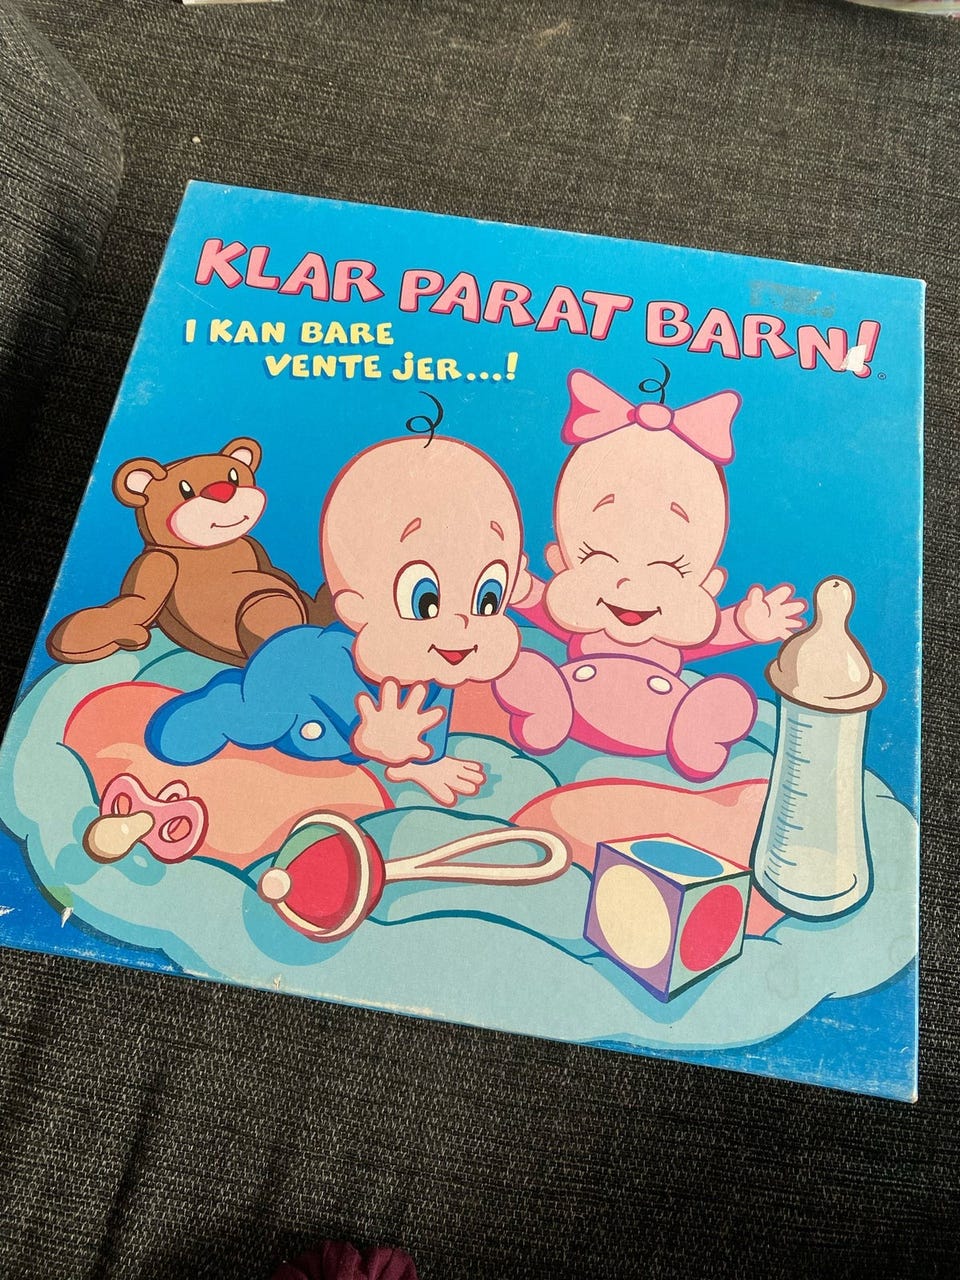 KLAR PARAT BARN!
I KAN BARE
VENTE JER...!